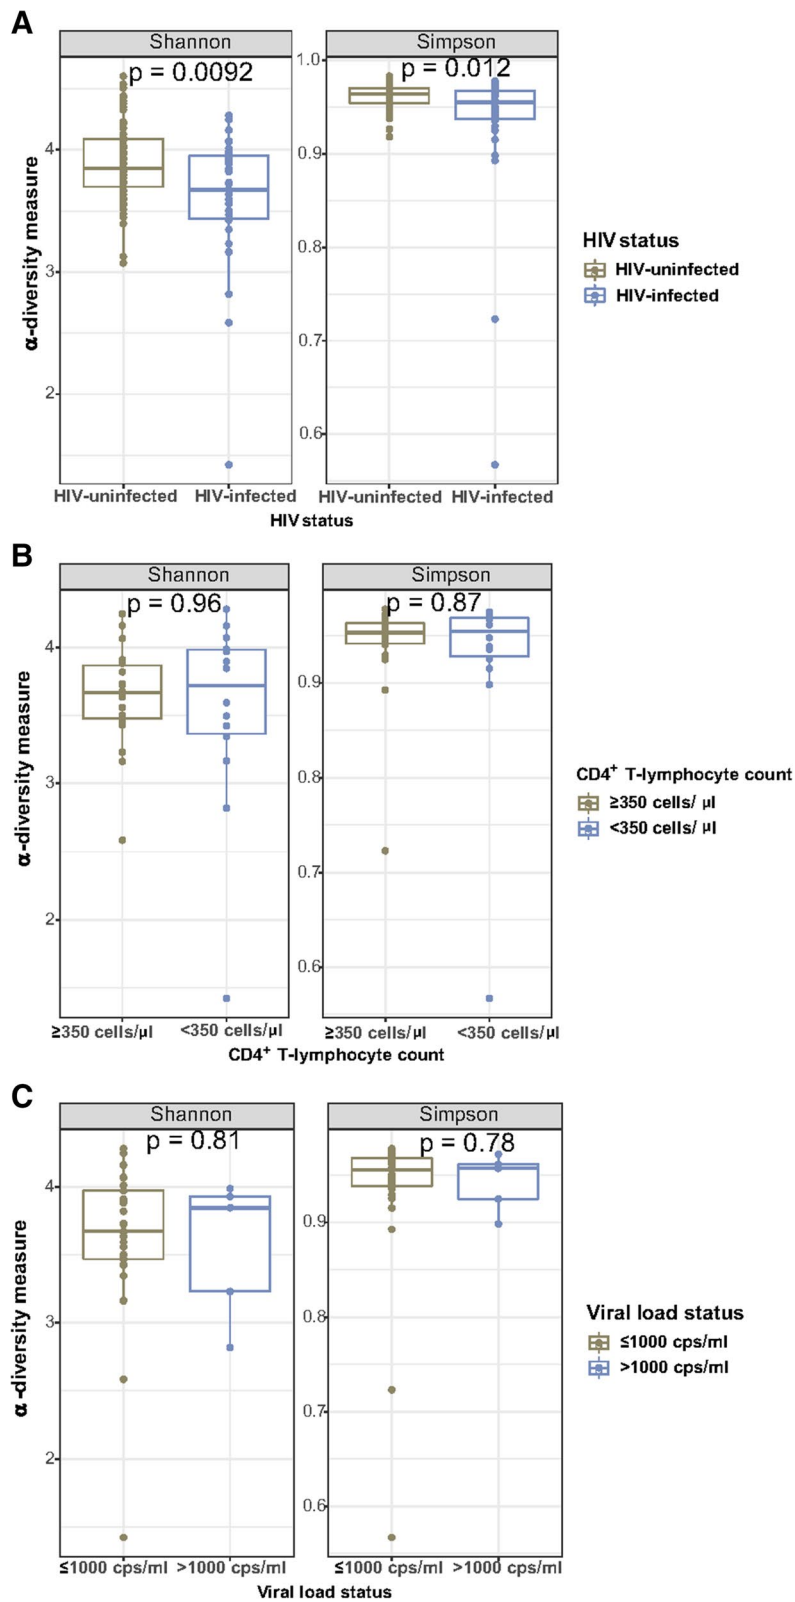 A
Shannon
Simpson
p = 0.0092
p = 0.012
α-diversity measure
4
3
2
1.0
0.9
0.8
0.7
0.6
HIV-uninfected
HIV-infected
HIV-uninfected
HIV-infected
HIV status
HIV status
HIV-uninfected
HIV-infected
B
Shannon
Simpson
p = 0.96
p = 0.87
α-diversity measure
4
3
2
0.9
0.8
0.7
0.6
≥350 cells/µl
<350 cells/µl
≥350 cells/µl
<350 cells/µl
CD4⁺ T-lymphocyte count
CD4⁺ T-lymphocyte count
≥350 cells/ µl
<350 cells/ µl
C
Shannon
Simpson
p = 0.81
p = 0.78
α -diversity measure
4
3
2
0.9
0.8
0.7
0.6
≤1000 cps/ml
>1000 cps/ml
≤1000 cps/ml
>1000 cps/ml
Viral load status
Viral load status
≤1000 cps/ml
>1000 cps/ml